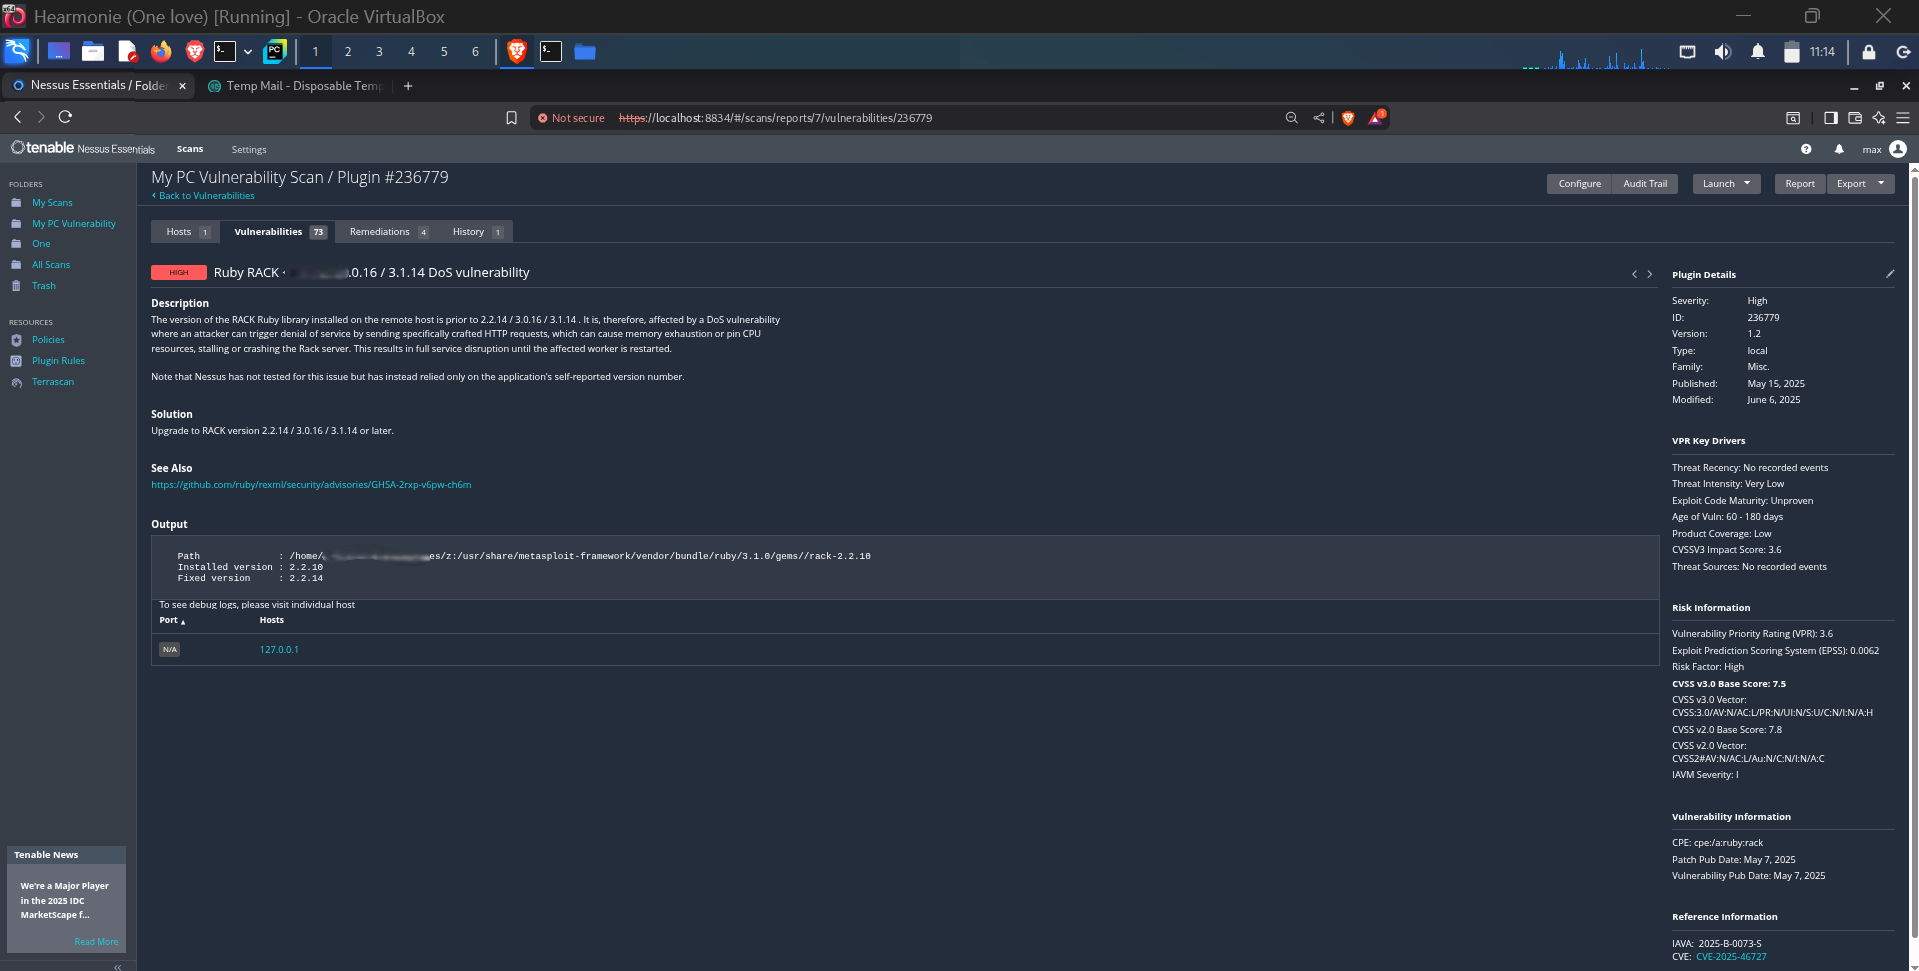 Hearmonie (One love) [Running] - Oracle VirtualBox
1 2 3 4 5 6
11:14
Nessus Essentials / Folde
Temp Mail - Disposable Temp
Not secure https://localhost:8834/#/scans/reports/7/vulnerabilities/236779
tenable Nessus Essentials
Scans
Settings
max
FOLDERS
My Scans
My PC Vulnerability
One
All Scans
Trash
RESOURCES
Policies
Plugin Rules
Terrascan
Tenable News
We're a Major Player
in the 2025 IDC
MarketScape f...
Read More
My PC Vulnerability Scan / Plugin #236779
Back to Vulnerabilities
Configure
Audit Trail
Launch
Report
Export
Hosts 1
Vulnerabilities 73
Remediations 4
History 1
HIGH
Ruby RACK .0.16 / 3.1.14 DoS vulnerability
Description
The version of the RACK Ruby library installed on the remote host is prior to 2.2.14 / 3.0.16 / 3.1.14 . It is, therefore, affected by a DoS vulnerability
where an attacker can trigger denial of service by sending specifically crafted HTTP requests, which can cause memory exhaustion or pin CPU
resources, stalling or crashing the Rack server. This results in full service disruption until the affected worker is restarted.
Note that Nessus has not tested for this issue but has instead relied only on the application's self-reported version number.
Solution
Upgrade to RACK version 2.2.14 / 3.0.16 / 3.1.14 or later.
See Also
https://github.com/ruby/rexml/security/advisories/GHSA-2rxp-v6pw-ch6m
Output
Path : /home/ es/z:/usr/share/metasploit-framework/vendor/bundle/ruby/3.1.0/gems//rack-2.2.10
Installed version : 2.2.10
Fixed version : 2.2.14
To see debug logs, please visit individual host
Port Hosts
N/A 127.0.0.1
Plugin Details
Severity: High
ID: 236779
Version: 1.2
Type: local
Family: Misc.
Published: May 15, 2025
Modified: June 6, 2025
VPR Key Drivers
Threat Recency: No recorded events
Threat Intensity: Very Low
Exploit Code Maturity: Unproven
Age of Vuln: 60 - 180 days
Product Coverage: Low
CVSSV3 Impact Score: 3.6
Threat Sources: No recorded events
Risk Information
Vulnerability Priority Rating (VPR): 3.6
Exploit Prediction Scoring System (EPSS): 0.0062
Risk Factor: High
CVSS v3.0 Base Score: 7.5
CVSS v3.0 Vector:
CVSS:3.0/AV:N/AC:L/PR:N/UI:N/S:U/C:N/I:N/A:H
CVSS v2.0 Base Score: 7.8
CVSS v2.0 Vector:
CVSS2#AV:N/AC:L/Au:N/C:N/I:N/A:C
IAVM Severity: I
Vulnerability Information
CPE: cpe:/a:ruby:rack
Patch Pub Date: May 7, 2025
Vulnerability Pub Date: May 7, 2025
Reference Information
IAVA: 2025-B-0073-S
CVE: CVE-2025-46727